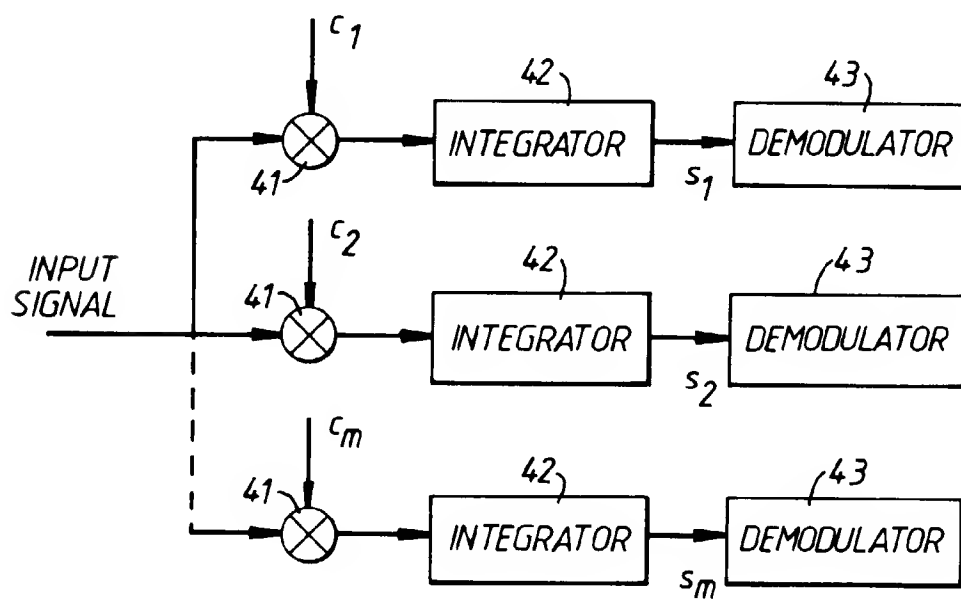 c1
42
43
INTEGRATOR
DEMODULATOR
41
s1
c2
42
43
INPUT
SIGNAL
41
INTEGRATOR
DEMODULATOR
s2
cm
42
43
41
INTEGRATOR
DEMODULATOR
sm